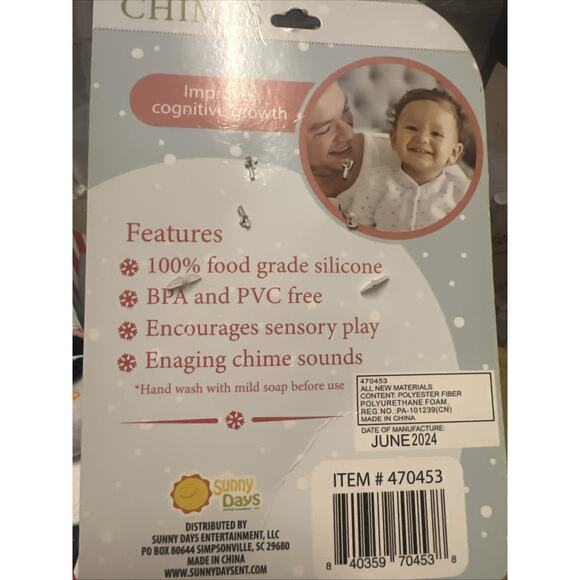 CHIMES
Improves
cognitive growth
Features
100% food grade silicone
BPA and PVC free
Encourages sensory play
Enaging chime sounds
*Hand wash with mild soap before use
470453
ALL NEW MATERIALS
CONTENT: POLYESTER FIBER
POLYURETHANE FOAM
REG.NO.:PA-101239(CN)
MADE IN CHINA
DATE OF MANUFACTURE:
JUNE 2024
Sunny
Days
DISTRIBUTED BY
SUNNY DAYS ENTERTAINMENT, LLC
PO BOX 80644 SIMPSONVILLE, SC 29680
MADE IN CHINA
WWW.SUNNYDAYSENT.COM
ITEM # 470453
8 40359 70453 8